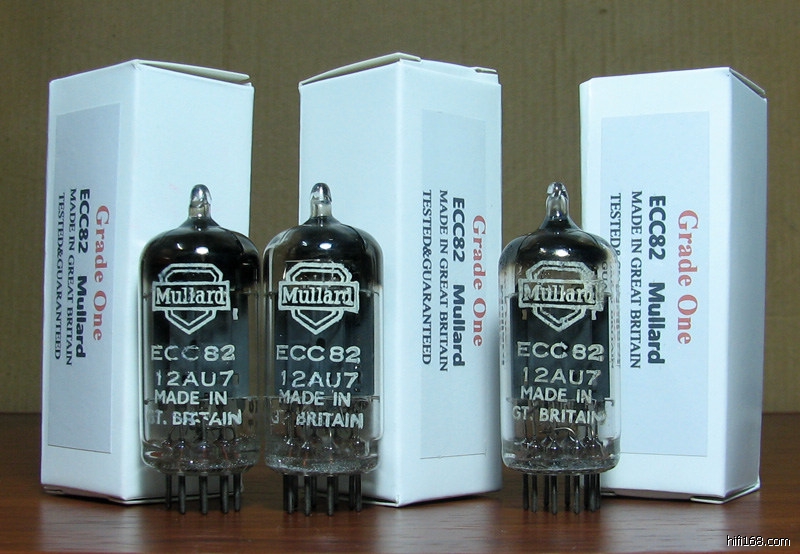 Grade One
ECC82 Mullard
MADE IN GREAT BRITAIN
TESTED&GUARANTEED
Grade One
ECC82 Mullard
MADE IN GREAT BRITAIN
TESTED&GUARANTEED
Grade One
ECC82 Mullard
MADE IN GREAT BRITAIN
TESTED&GUARANTEED
Mullard
ECC82
12AU7
MADE IN
GT. BRITAIN
Mullard
ECC82
12AU7
MADE IN
GT. BRITAIN
Mullard
ECC82
12AU7
MADE IN
GT. BRITAIN
hifi168.com